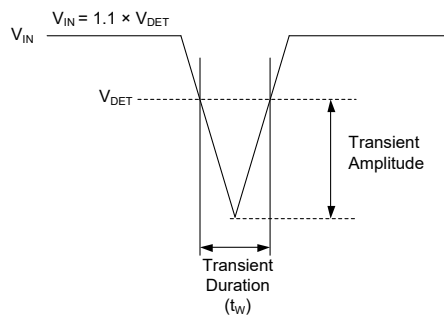 V_IN = 1.1 × V_DET
V_IN
V_DET
Transient
Amplitude
Transient
Duration
(t_W)